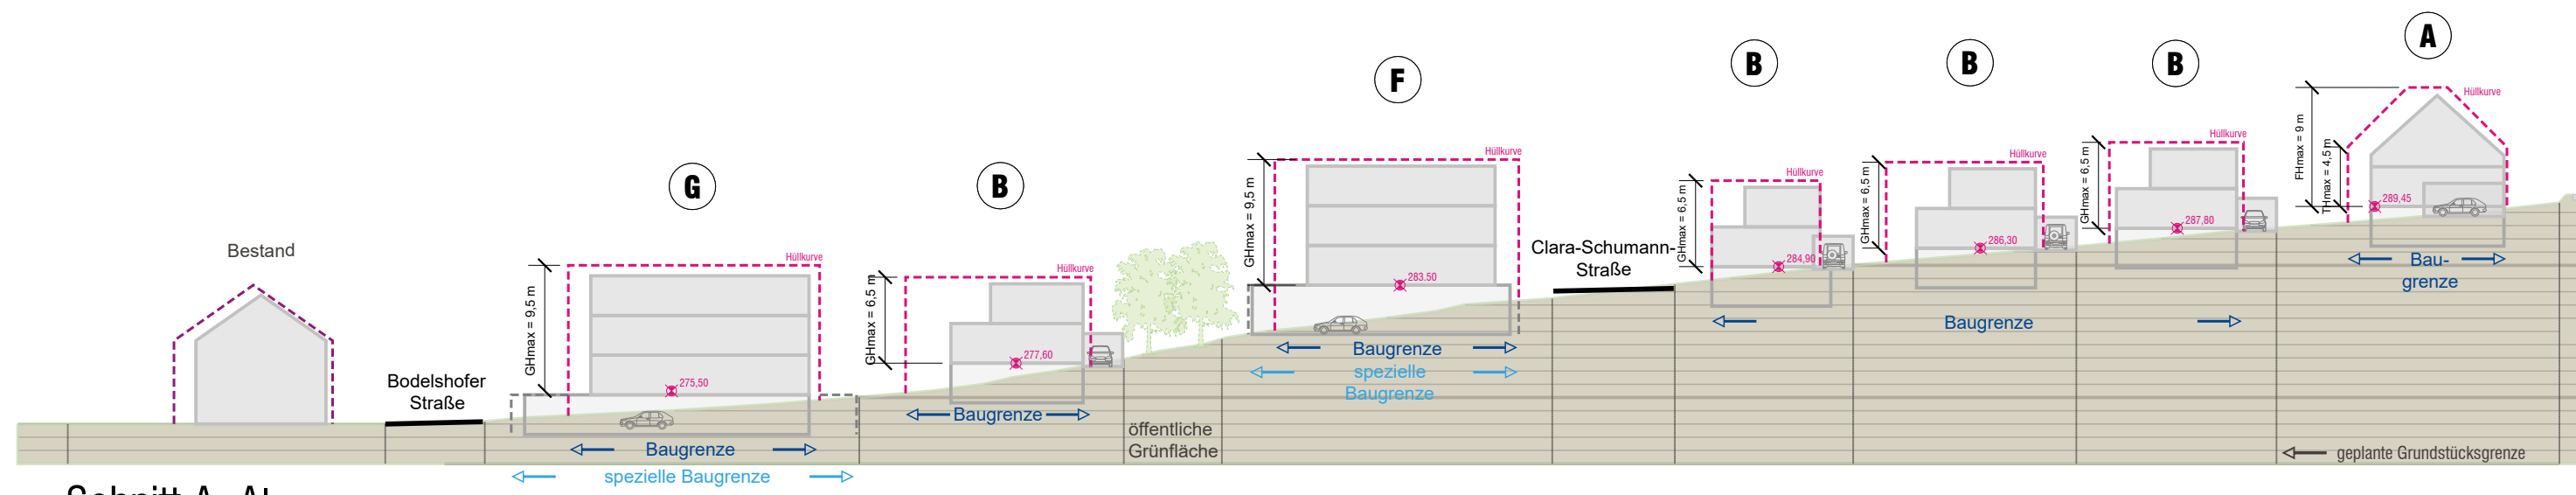 Bestand
Bodelshofer
Straße
G
GHmax = 9,5 m
Hüllkurve
275,50
Baugrenze
spezielle Baugrenze
B
GHmax = 6,5 m
Hüllkurve
277,60
Baugrenze
öffentliche
Grünfläche
F
GHmax = 9,5 m
Hüllkurve
283.50
Baugrenze
spezielle
Baugrenze
Clara-Schumann-
Straße
B
GHmax = 6,5 m
Hüllkurve
284,90
B
GHmax = 6,5 m
Hüllkurve
286,30
Baugrenze
B
GHmax = 6,5 m
Hüllkurve
287,80
A
FHmax = 9 m
THmax = 4,5 m
Hüllkurve
289,45
Bau-
grenze
geplante Grundstücksgrenze